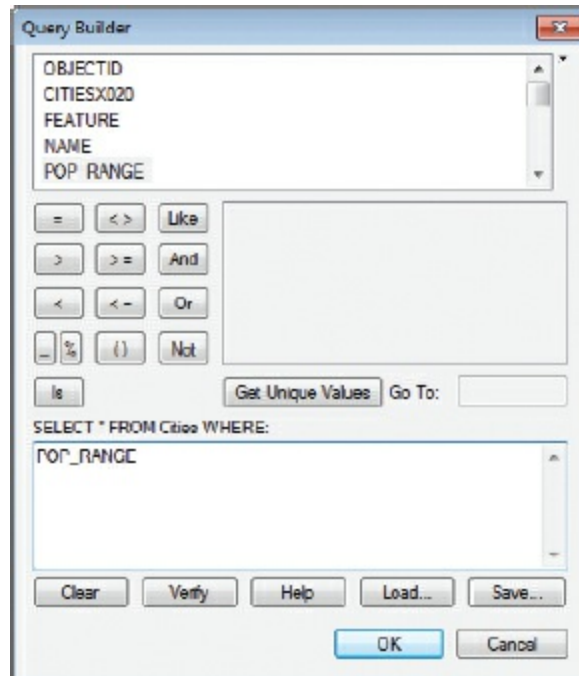 Query Builder
OBJECTID
CITIESX020
FEATURE
NAME
POP_RANGE
= < > Like
> > = And
< < = Or
_ % ( ) Not
Is Get Unique Values Go To:
SELECT * FROM Cities WHERE:
POP_RANGE
Clear Verify Help Load... Save...
OK Cancel